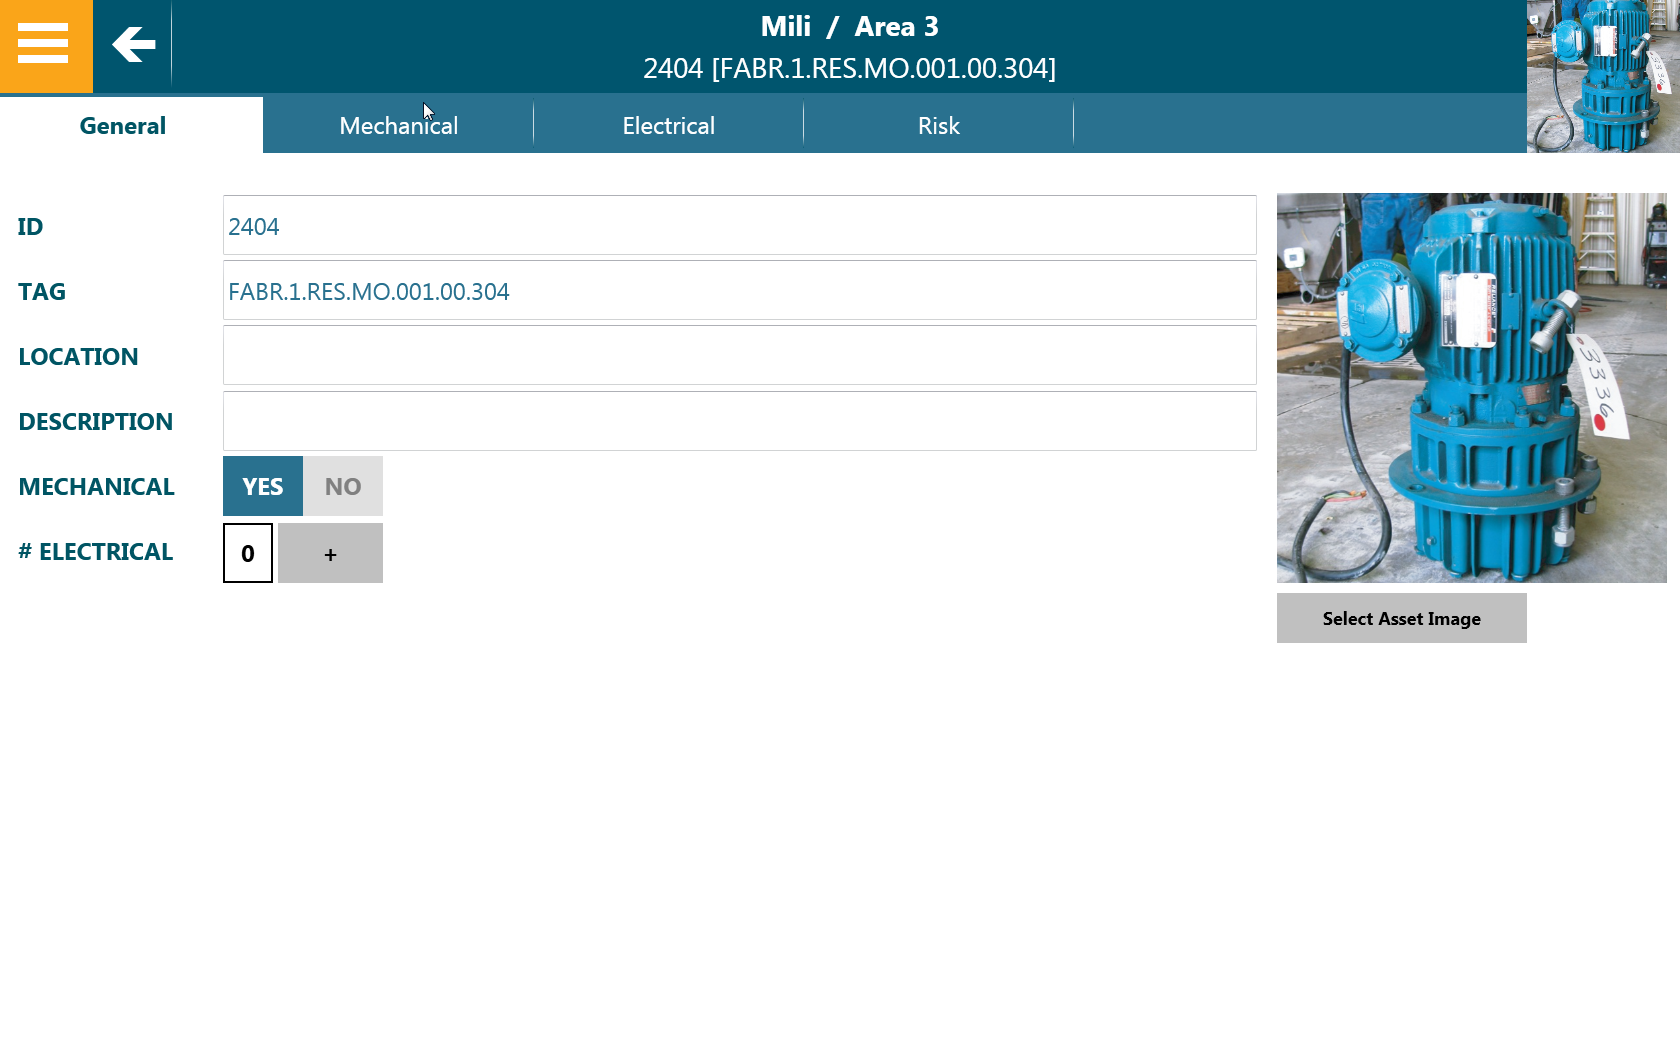 Mili / Area 3
2404 [FABR.1.RES.MO.001.00.304]
General
Mechanical
Electrical
Risk
ID
2404
TAG
FABR.1.RES.MO.001.00.304
LOCATION
DESCRIPTION
MECHANICAL
YES
NO
# ELECTRICAL
0
+
3336
Select Asset Image